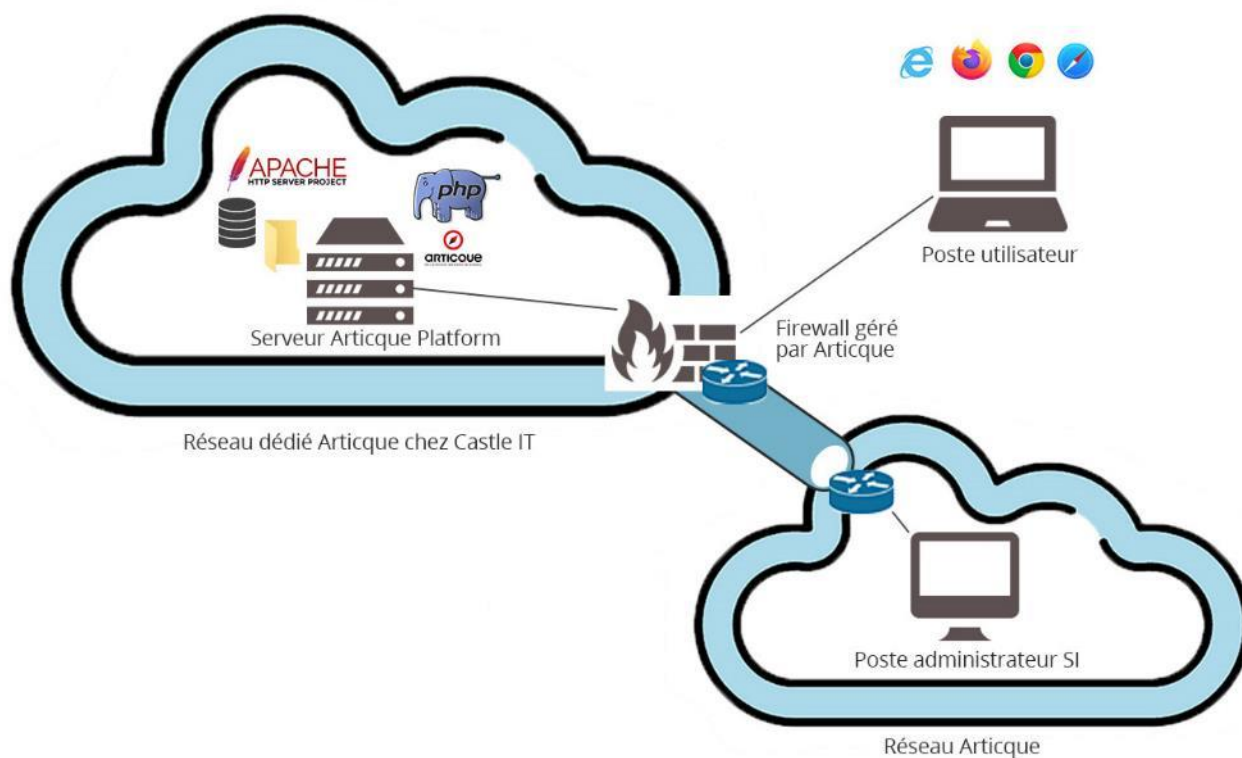 APACHE
HTTP SERVER PROJECT
php
ARTICQUE
Serveur Articque Platform
Réseau dédié Articque chez Castle IT
Poste utilisateur
Firewall géré
par Articque
Poste administrateur SI
Réseau Articque